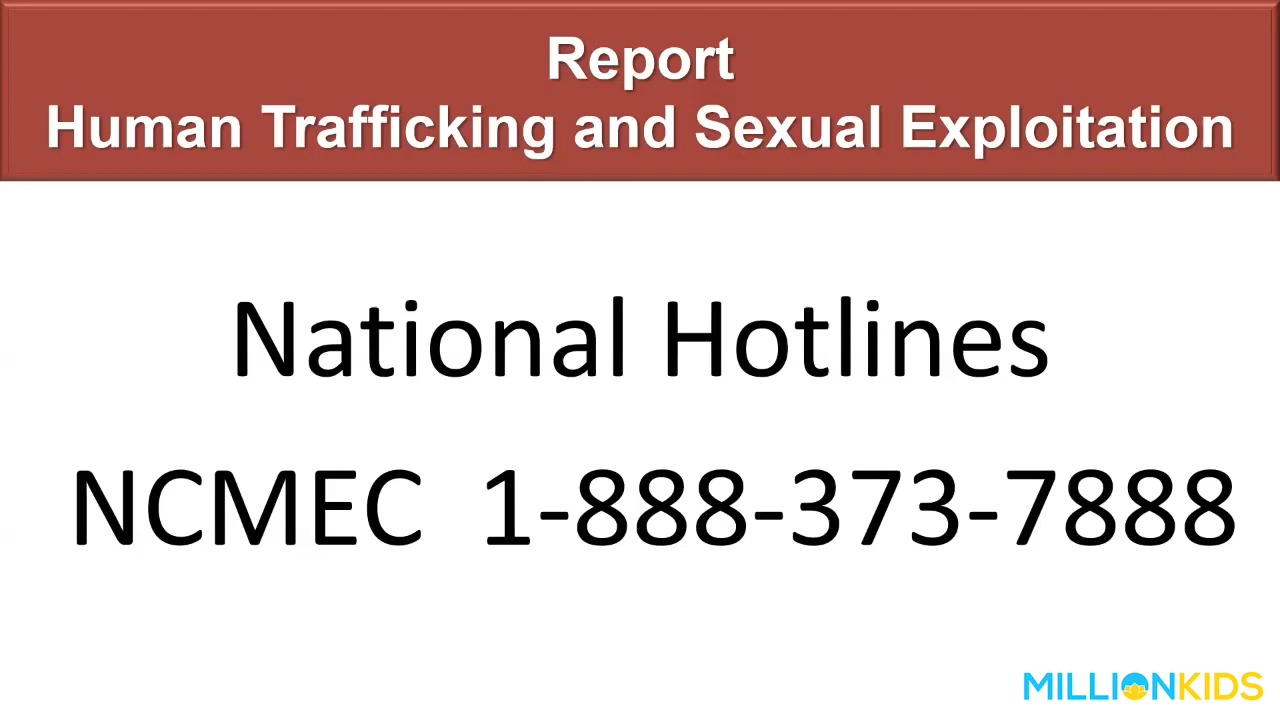 Report
Human Trafficking and Sexual Exploitation
National Hotlines
NCMEC 1-888-373-7888
MILLIONKIDS